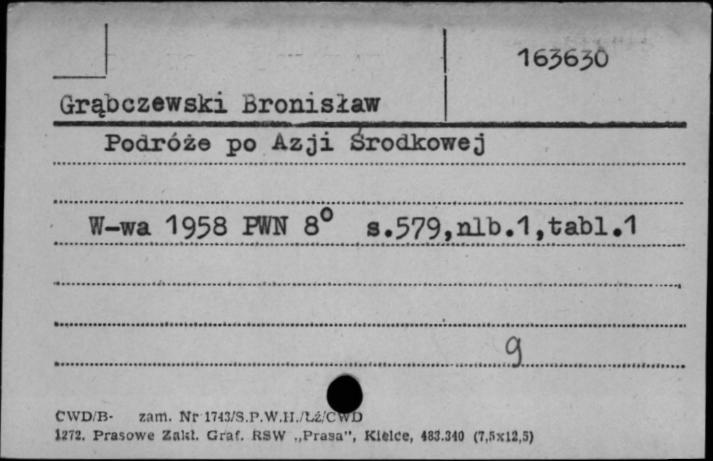 163630
Grąbczewski Bronisław
Podróże po Azji Środkowej
W-wa 1958 PWN 8° s.579,nlb.1,tabl.1
9
CWD/B- zam. Nr 1743/S.P.W.H./Łź/CWD
1272. Prasowe Zakł. Graf. RSW „Prasa", Kielce, 483.340 (7,5x12,5)